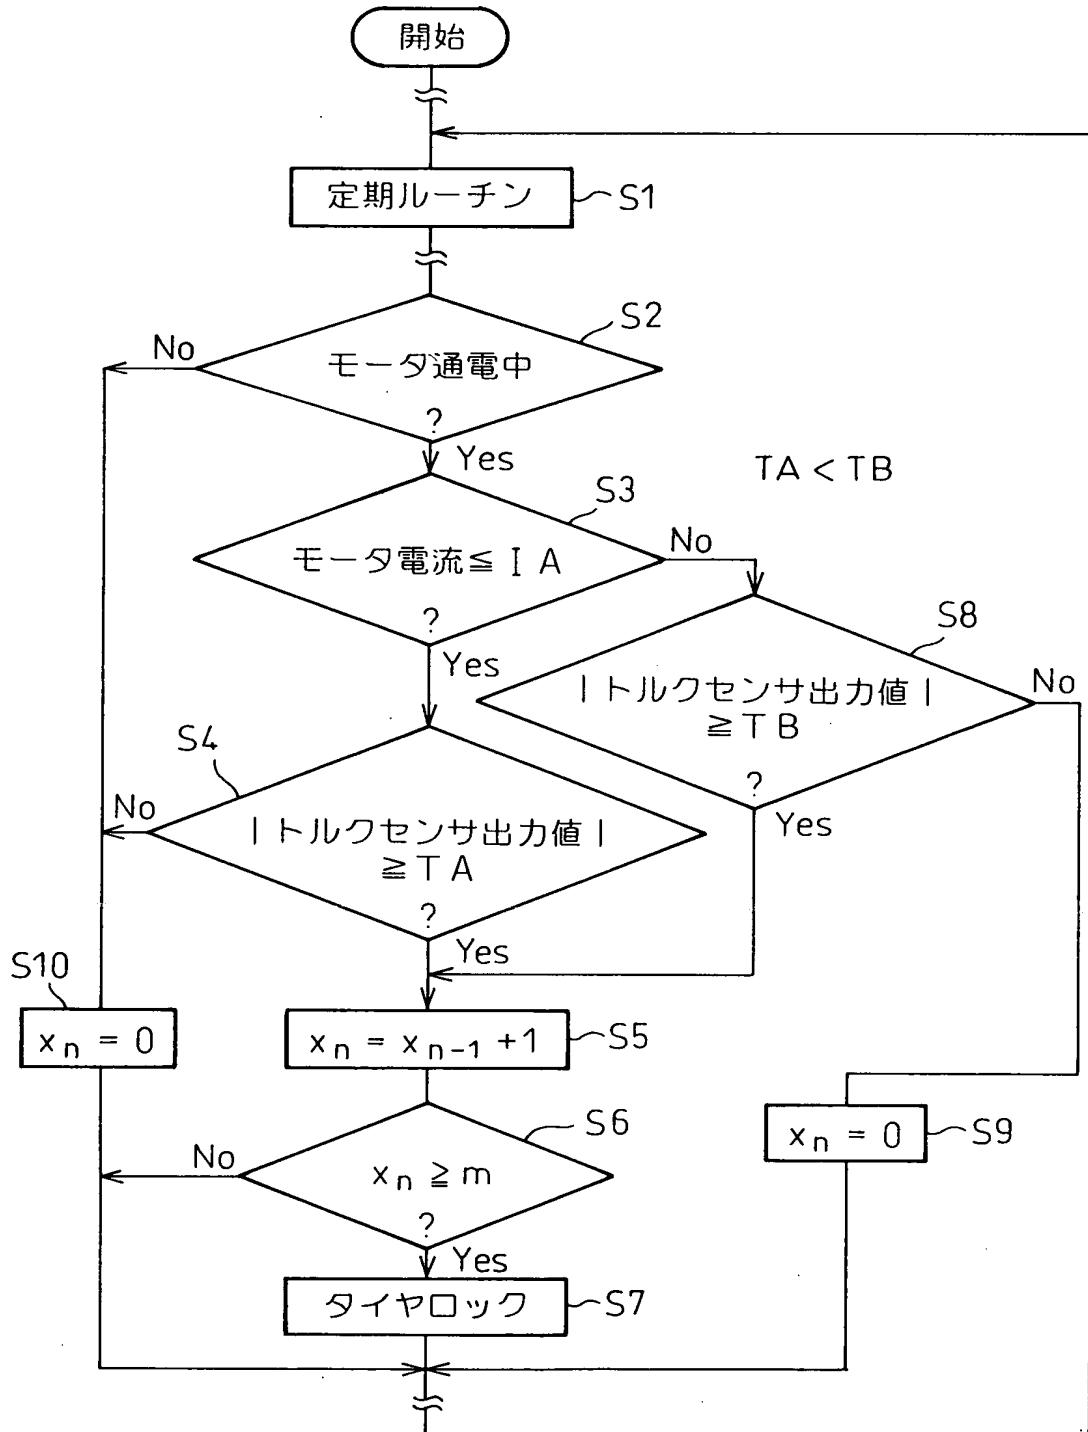 開始
定期ルーチン
S1
S2
モータ通電中
?
No
Yes
TA<TB
S3
モータ電流≦IA
?
No
Yes
S8
|トルクセンサ出力値|
≧TB
?
No
Yes
S4
|トルクセンサ出力値|
≧TA
?
No
Yes
S10
xn = 0
xn = xn-1 +1
S5
S6
xn ≧ m
?
No
Yes
xn = 0
S9
タイヤロック
S7